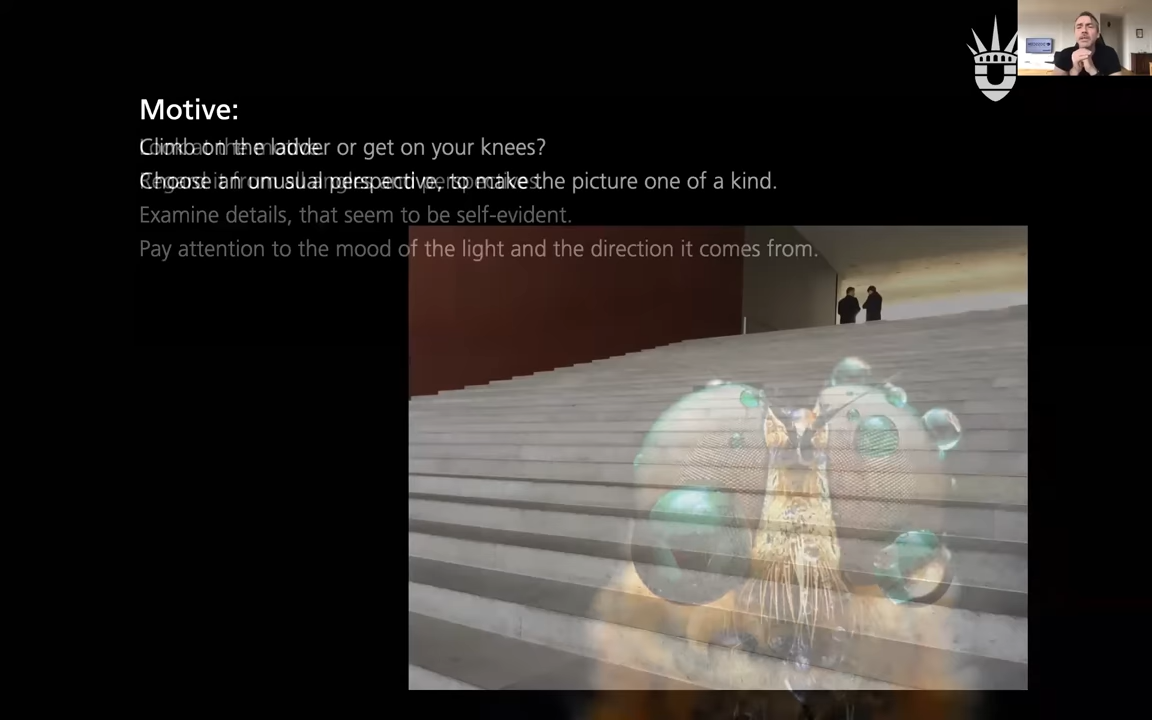 Motive:
Climb on the ladder or get on your knees?
Choose an unusual perspective, to make the picture one of a kind.
Examine details, that seem to be self-evident.
Pay attention to the mood of the light and the direction it comes from.